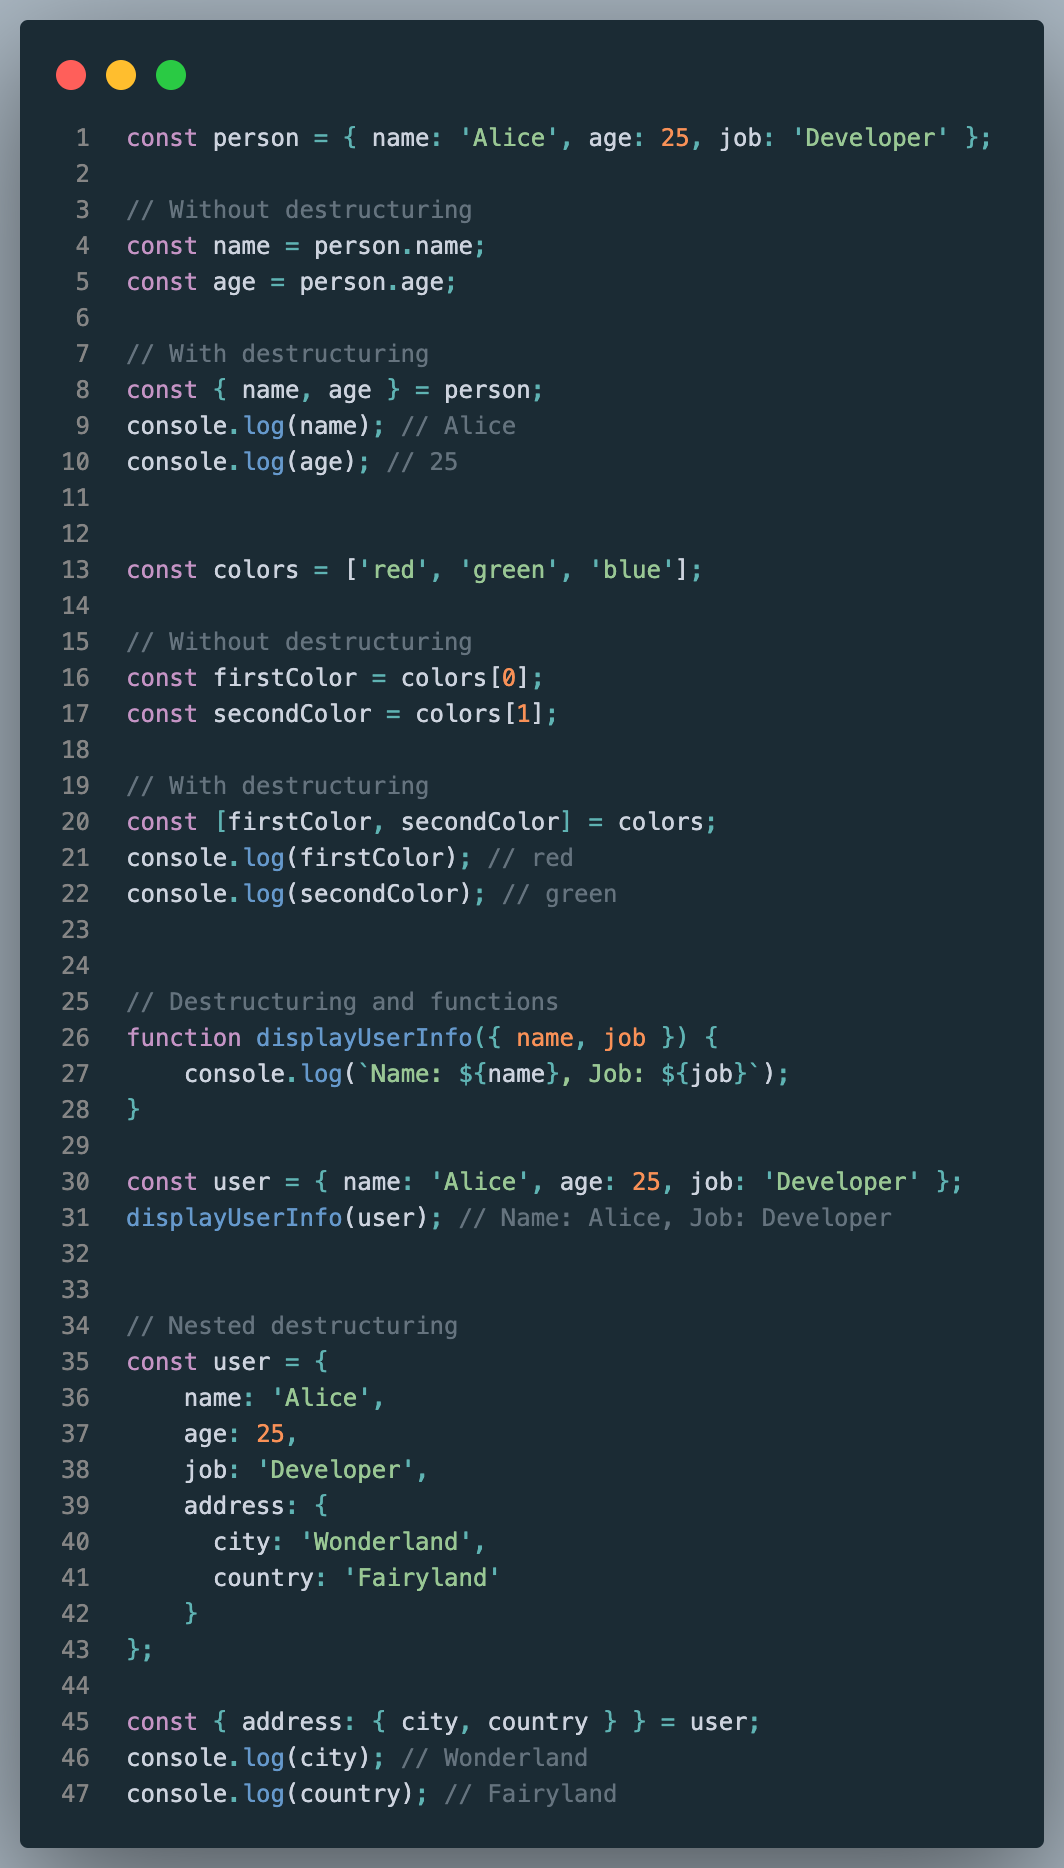 1 const person = { name: 'Alice', age: 25, job: 'Developer' };
2
3 // Without destructuring
4 const name = person.name;
5 const age = person.age;
6
7 // With destructuring
8 const { name, age } = person;
9 console.log(name); // Alice
10 console.log(age); // 25
11
12
13 const colors = ['red', 'green', 'blue'];
14
15 // Without destructuring
16 const firstColor = colors[0];
17 const secondColor = colors[1];
18
19 // With destructuring
20 const [firstColor, secondColor] = colors;
21 console.log(firstColor); // red
22 console.log(secondColor); // green
23
24
25 // Destructuring and functions
26 function displayUserInfo({ name, job }) {
27     console.log(`Name: ${name}, Job: ${job}`);
28 }
29
30 const user = { name: 'Alice', age: 25, job: 'Developer' };
31 displayUserInfo(user); // Name: Alice, Job: Developer
32
33
34 // Nested destructuring
35 const user = {
36     name: 'Alice',
37     age: 25,
38     job: 'Developer',
39     address: {
40       city: 'Wonderland',
41       country: 'Fairyland'
42     }
43 };
44
45 const { address: { city, country } } = user;
46 console.log(city); // Wonderland
47 console.log(country); // Fairyland